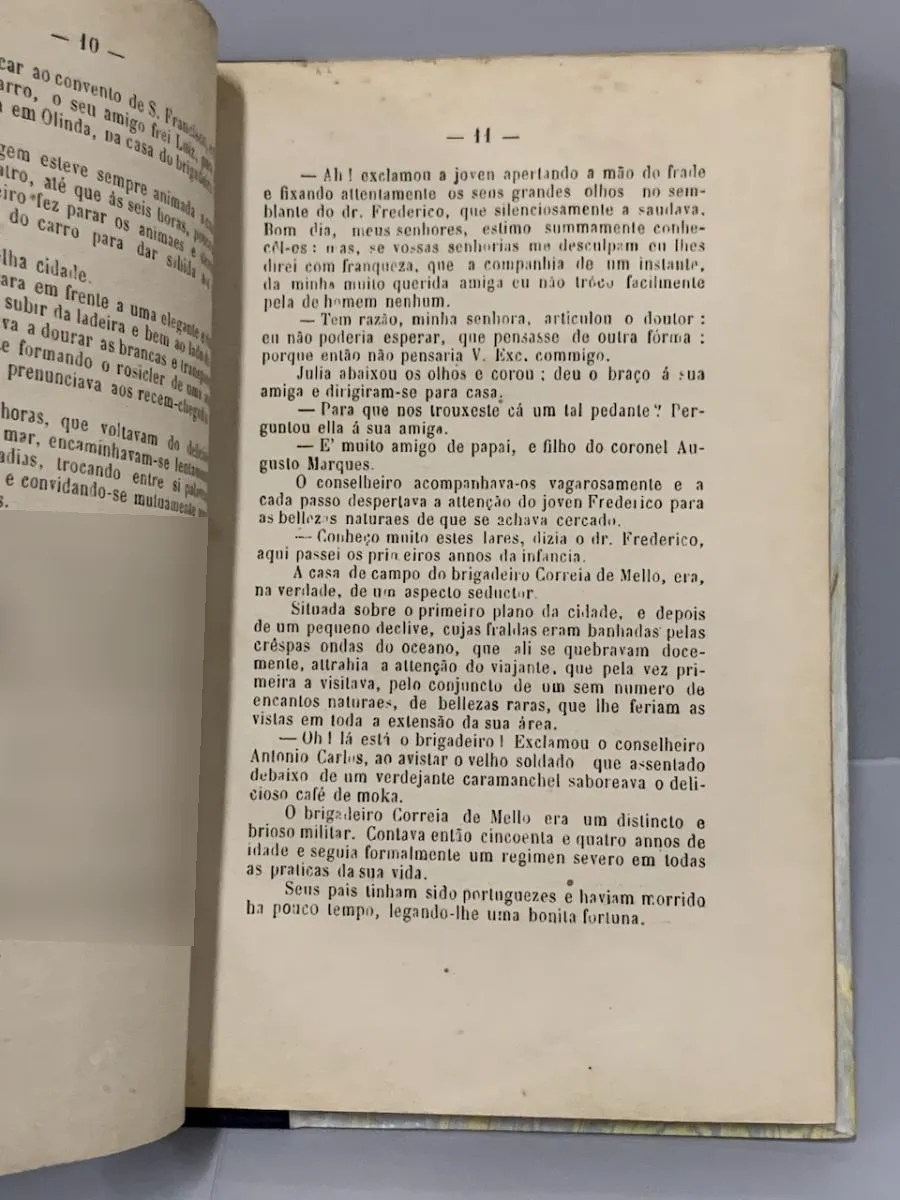 — 10 —
car ao convento de S. Francisco,
arro, o seu amigo frei Luiz,
em Olinda, na casa do brigadeiro
gem esteve sempre animada
atro, até que ás seis horas,
eiro fez parar os animaes e
do carro para dar sahida
elha cidade.
ara em frente a uma elegante
subir da ladeira e bem ao lado
va a dourar as brancas e
e formando o rosicler de uma
prenunciava aos recem-chegados
horas, que voltavam do
mar, encaminhavam-se lentamente
adias, trocando entre si
e convidando-se mutuamente
s.
— 11 —
— Ah! exclamou a joven apertando a mão do frade
e fixando attentamente os seus grandes olhos no sem-
blante do dr. Frederico, que silenciosamente a saudava.
Bom dia, meus senhores, estimo summamente conhe-
cêl-os: mas, se vossas senhorias me desculpam eu lhes
direi com franqueza, que a companhia de um instante,
da minha muito querida amiga eu não tróco facilmente
pela de homem nenhum.
— Tem razão, minha senhora, articulou o doutor:
eu não poderia esperar, que pensasse de outra fórma:
porque então não pensaria V. Exc. commigo.
Julia abaixou os olhos e corou; deu o braço á sua
amiga e dirigiram-se para casa.
— Para que nos trouxeste cá um tal pedante? Per-
guntou ella á sua amiga.
— E' muito amigo de papai, e filho do coronel Au-
gusto Marques.
O conselheiro acompanhava-os vagarosamente e a
cada passo despertava a attenção do joven Frederico para
as bellezas naturaes de que se achava cercado.
— Conheço muito estes lares, dizia o dr. Frederico,
aqui passei os primeiros annos da infancia.
A casa de campo do brigadeiro Correia de Mello, era,
na verdade, de um aspecto seductor.
Situada sobre o primeiro plano da cidade, e depois
de um pequeno declive, cujas fraldas eram banhadas pelas
crêspas ondas do oceano, que ali se quebravam doce-
mente, attrahia a attenção do viajante, que pela vez pri-
meira a visitava, pelo conjuncto de um sem numero de
encantos naturaes, de bellezas raras, que lhe feriam as
vistas em toda a extensão da sua área.
— Oh! lá está o brigadeiro! Exclamou o conselheiro
Antonio Carlos, ao avistar o velho soldado que assentado
debaixo de um verdejante caramanchel saboreava o deli-
cioso café de moka.
O brigadeiro Correia de Mello era um distincto e
brioso militar. Contava então cincoenta e quatro annos de
idade e seguia formalmente um regimen severo em todas
as praticas da sua vida.
Seus pais tinham sido portuguezes e haviam morrido
ha pouco tempo, legando-lhe uma bonita fortuna.